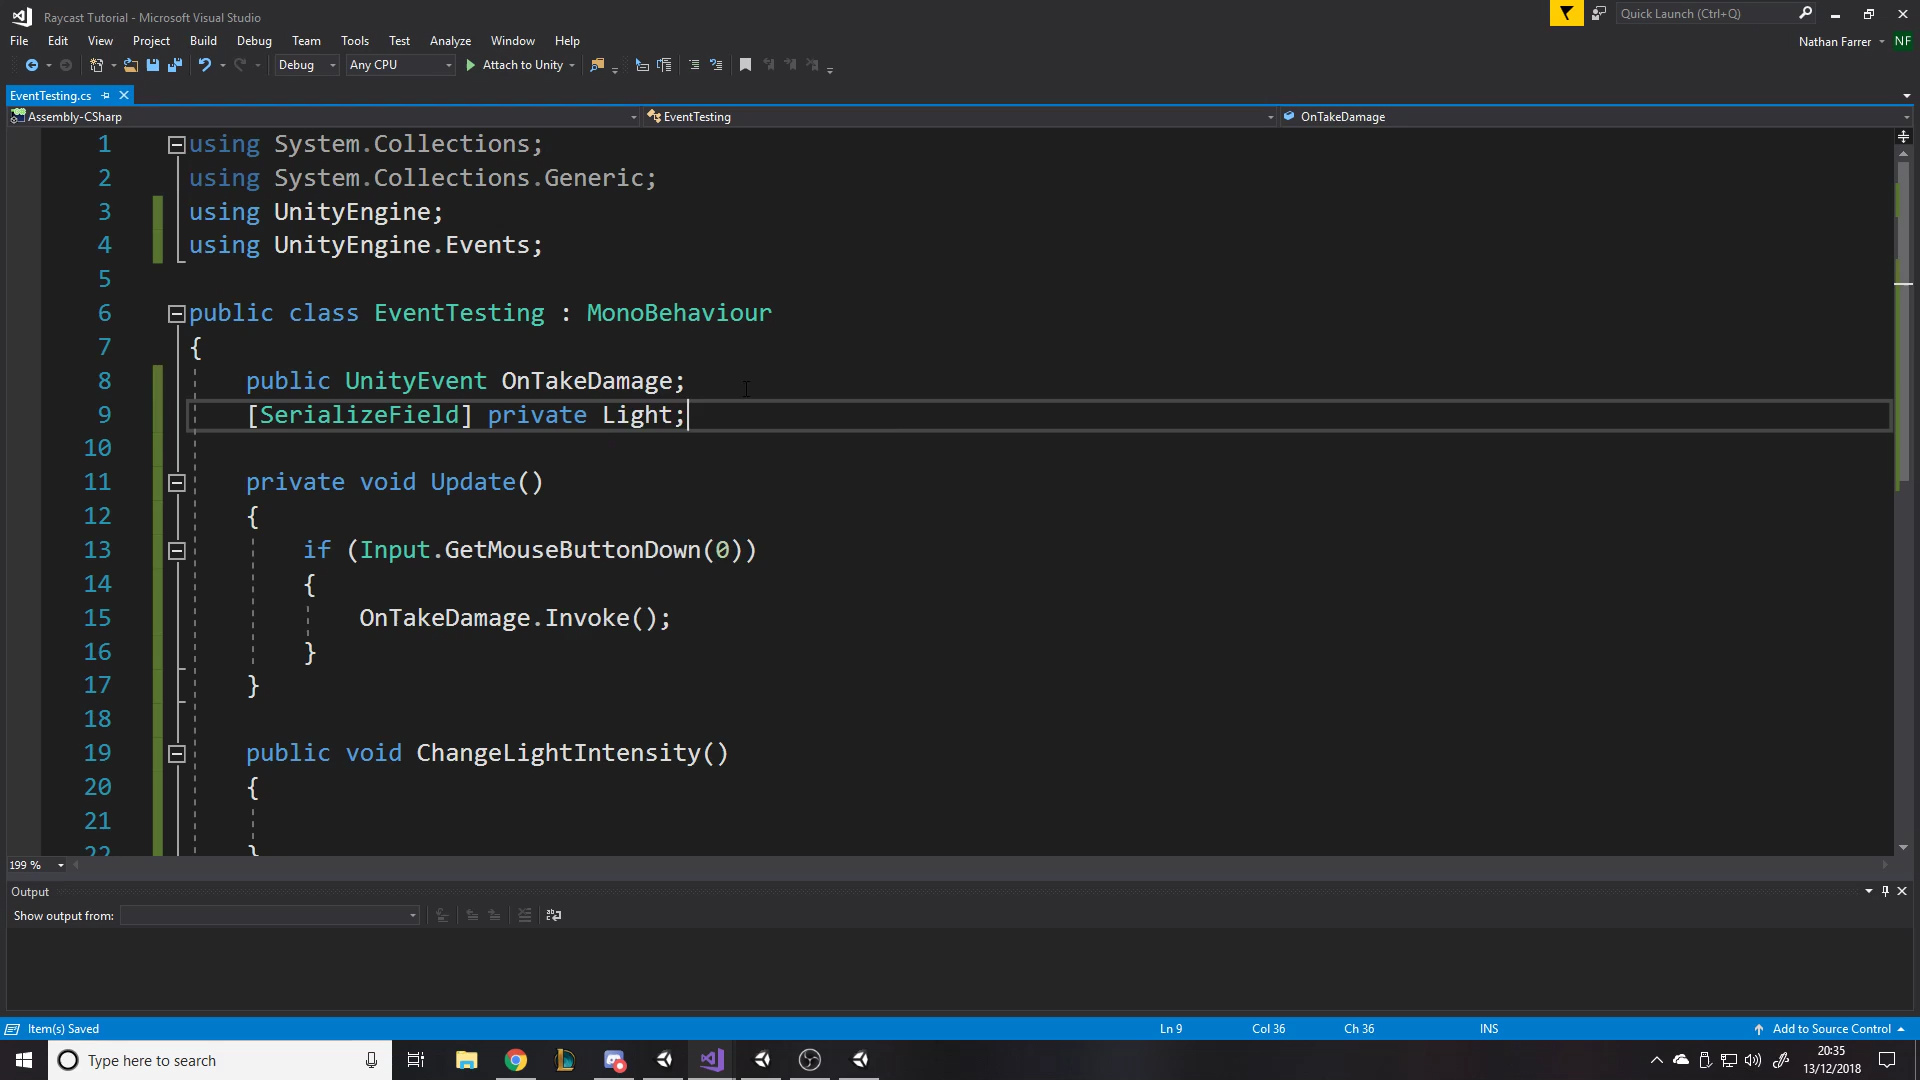 Raycast Tutorial - Microsoft Visual Studio
Quick Launch (Ctrl+Q)
File Edit View Project Build Debug Team Tools Test Analyze Window Help
Nathan Farrer NF
Debug Any CPU Attach to Unity
EventTesting.cs
Assembly-CSharp EventTesting OnTakeDamage
1 using System.Collections;
2 using System.Collections.Generic;
3 using UnityEngine;
4 using UnityEngine.Events;
5
6 public class EventTesting : MonoBehaviour
7 {
8 public UnityEvent OnTakeDamage;
9 [SerializeField] private Light;
10
11 private void Update()
12 {
13 if (Input.GetMouseButtonDown(0))
14 {
15 OnTakeDamage.Invoke();
16 }
17 }
18
19 public void ChangeLightIntensity()
20 {
21
22 }
199 %
Output
Show output from:
Item(s) Saved Ln 9 Col 36 Ch 36 INS Add to Source Control
Type here to search
20:35
13/12/2018